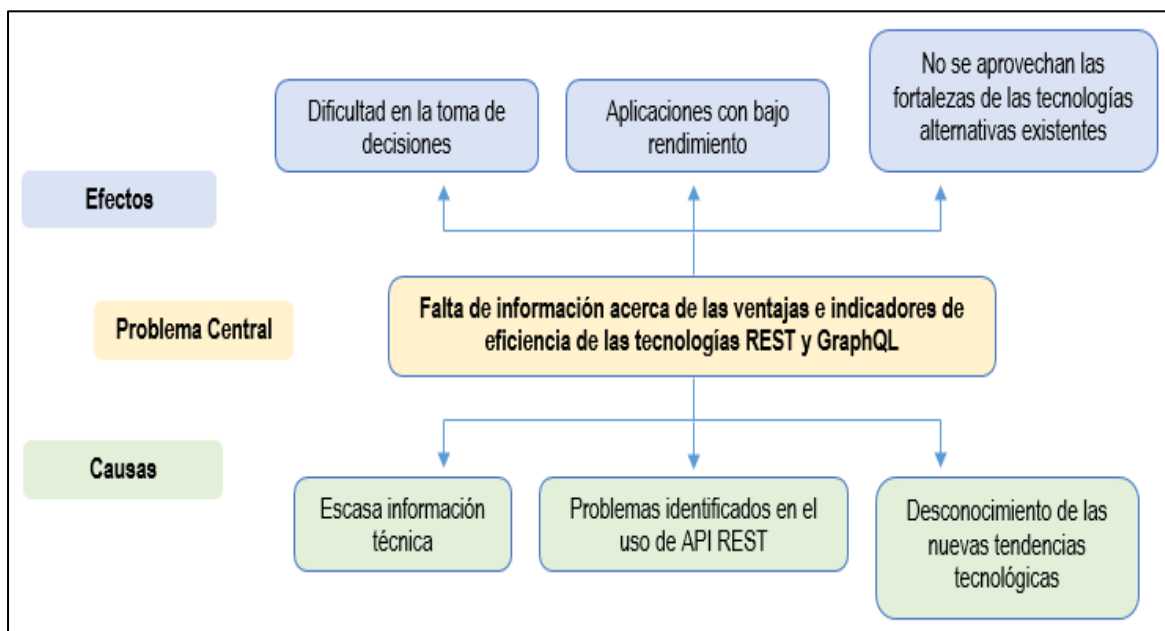 Dificultad en la toma de
decisiones
Aplicaciones con bajo
rendimiento
No se aprovechan las
fortalezas de las tecnologías
alternativas existentes
Efectos
Problema Central
Falta de información acerca de las ventajas e indicadores de
eficiencia de las tecnologías REST y GraphQL
Causas
Escasa información
técnica
Problemas identificados en el
uso de API REST
Desconocimiento de las
nuevas tendencias
tecnológicas